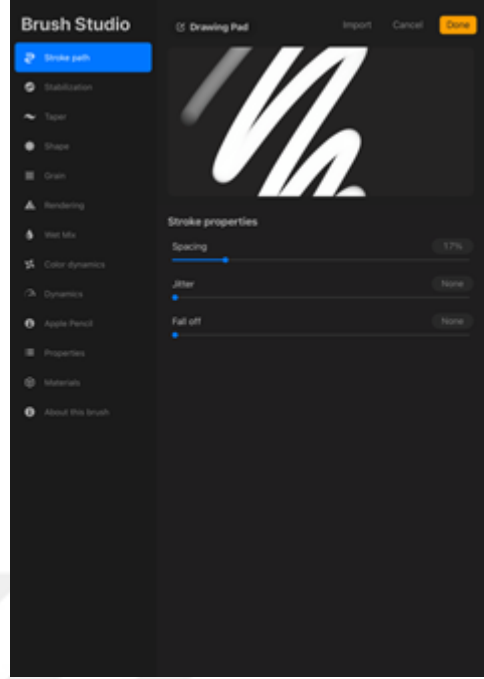 Brush Studio
Drawing Pad
Import
Cancel
Done
Stroke path
Stabilization
Taper
Shape
Grain
Rendering
Wet Mix
Color dynamics
Dynamics
Apple Pencil
Properties
Materials
About this brush
Stroke properties
Spacing
17%
Jitter
None
Fall off
None